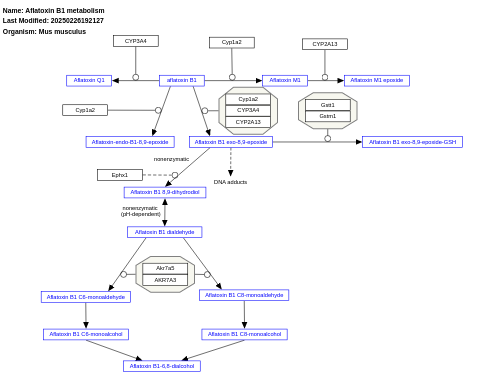 Name: Aflatoxin B1 metabolism
Last Modified: 20250226192127
Organism: Mus musculus
CYP3A4
Cyp1a2
CYP2A13
Aflatoxin Q1
aflatoxin B1
Aflatoxin M1
Aflatoxin M1 epoxide
Cyp1a2
Cyp1a2
CYP3A4
CYP2A13
Gstt1
Gstm1
Aflatoxin-endo-B1-8,9-epoxide
Aflatoxin B1 exo-8,9-epoxide
Aflatoxin B1 exo-8,9-epoxide-GSH
nonenzymatic
Ephx1
DNA adducts
Aflatoxin B1 8,9-dihydrodiol
nonenzymatic
(pH-dependent)
Aflatoxin B1 dialdehyde
Akr7a5
AKR7A3
Aflatoxin B1 C6-monoaldehyde
Aflatoxin B1 C8-monoaldehyde
Aflatoxin B1 C6-monoalcohol
Aflatoxin B1 C8-monoalcohol
Aflatoxin B1-6,8-dialcohol